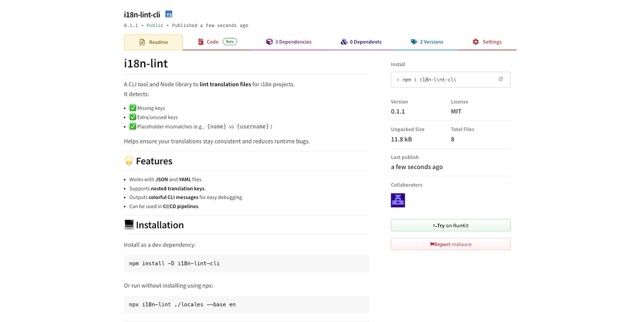 i18n-lint-cli TS
0.1.1 • Public • Published a few seconds ago
Readme
Code Beta
3 Dependencies
0 Dependents
2 Versions
Settings
i18n-lint
A CLI tool and Node library to lint translation files for i18n projects.
It detects:
• ✅ Missing keys
• ✅ Extra/unused keys
• ✅ Placeholder mismatches (e.g., {name} vs {username})
Helps ensure your translations stay consistent and reduces runtime bugs.
Features
• Works with JSON and YAML files.
• Supports nested translation keys.
• Outputs colorful CLI messages for easy debugging.
• Can be used in CI/CD pipelines.
Installation
Install as a dev dependency:
npm install -D i18n-lint-cli
Or run without installing using npx:
npx i18n-lint ./locales --base en
Install
> npm i i18n-lint-cli
Version
License
0.1.1
MIT
Unpacked Size
Total Files
11.8 kB
8
Last publish
a few seconds ago
Collaborators
Try on RunKit
Report malware